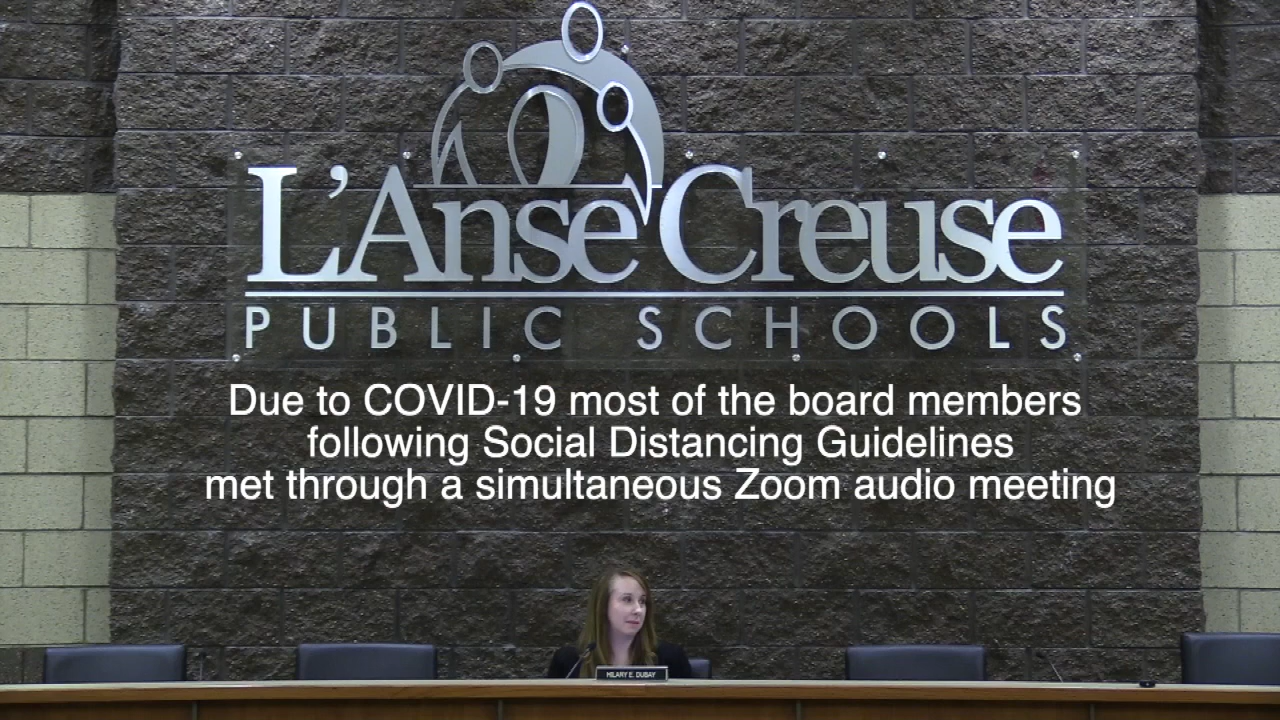 L'Anse Creuse
PUBLIC SCHOOLS
Due to COVID-19 most of the board members
following Social Distancing Guidelines
met through a simultaneous Zoom audio meeting
HILARY E. DUBAY